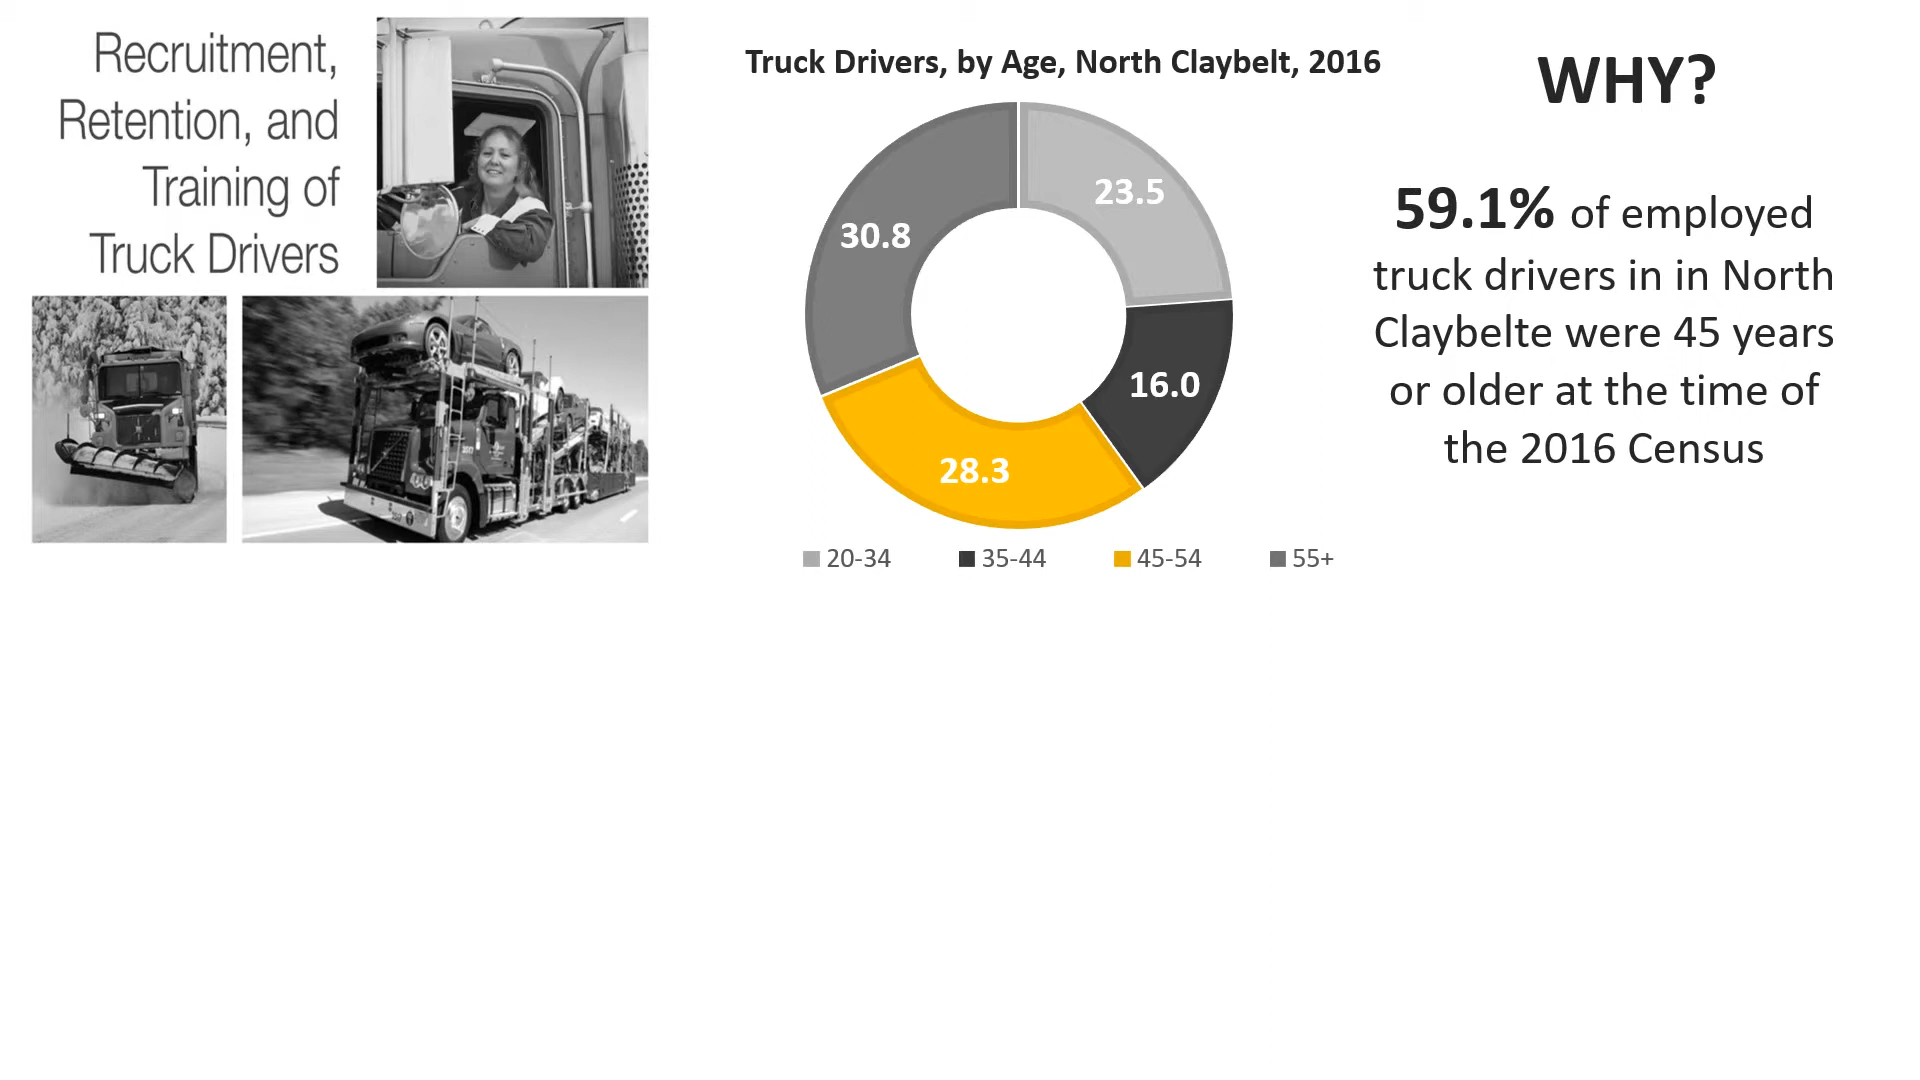 Recruitment,
Retention, and
Training of
Truck Drivers
Truck Drivers, by Age, North Claybelt, 2016
23.5
16.0
28.3
30.8
20-34
35-44
45-54
55+
WHY?
59.1% of employed
truck drivers in in North
Claybelte were 45 years
or older at the time of
the 2016 Census